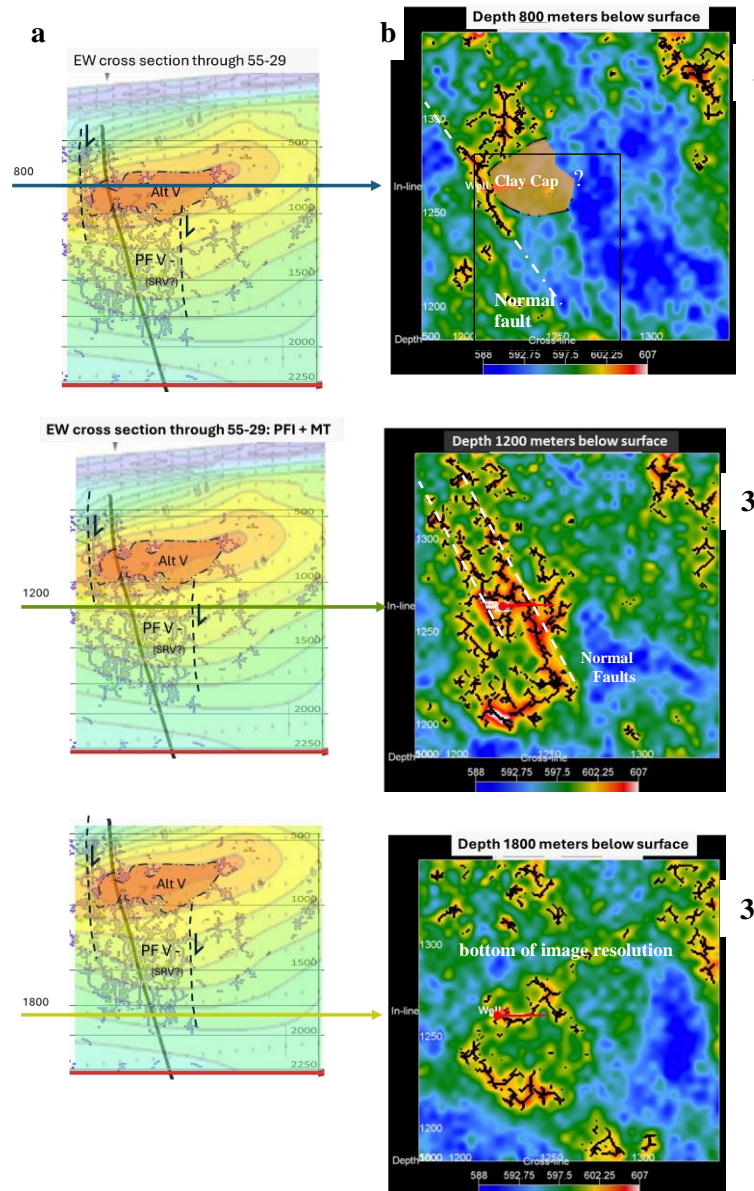 a
b
EW cross section through 55-29
500
800
Alt V
1000
PF V -
(SRV?)
1500
2000
2250
Depth 800 meters below surface
1300
In-line
Well
Clay Cap
?
1250
Normal
fault
1200
Depth
500
1200
1250
1300
Cross-line
588 592.75 597.5 602.25 607
EW cross section through 55-29: PFI + MT
500
Alt V
1000
1200
PF V -
(SRV?)
1500
2000
2250
Depth 1200 meters below surface
3
1300
In-line
1250
Normal
Faults
1200
Depth
1000
1200
1250
1300
Cross-line
588 592.75 597.5 602.25 607
500
Alt V
1000
PF V -
(SRV?)
1500
1800
2000
2250
Depth 1800 meters below surface
3
1300
bottom of image resolution
In-line
Well
1250
1200
Depth
1200
1250
1300
Cross-line
588 592.75 597.5 602.25 607